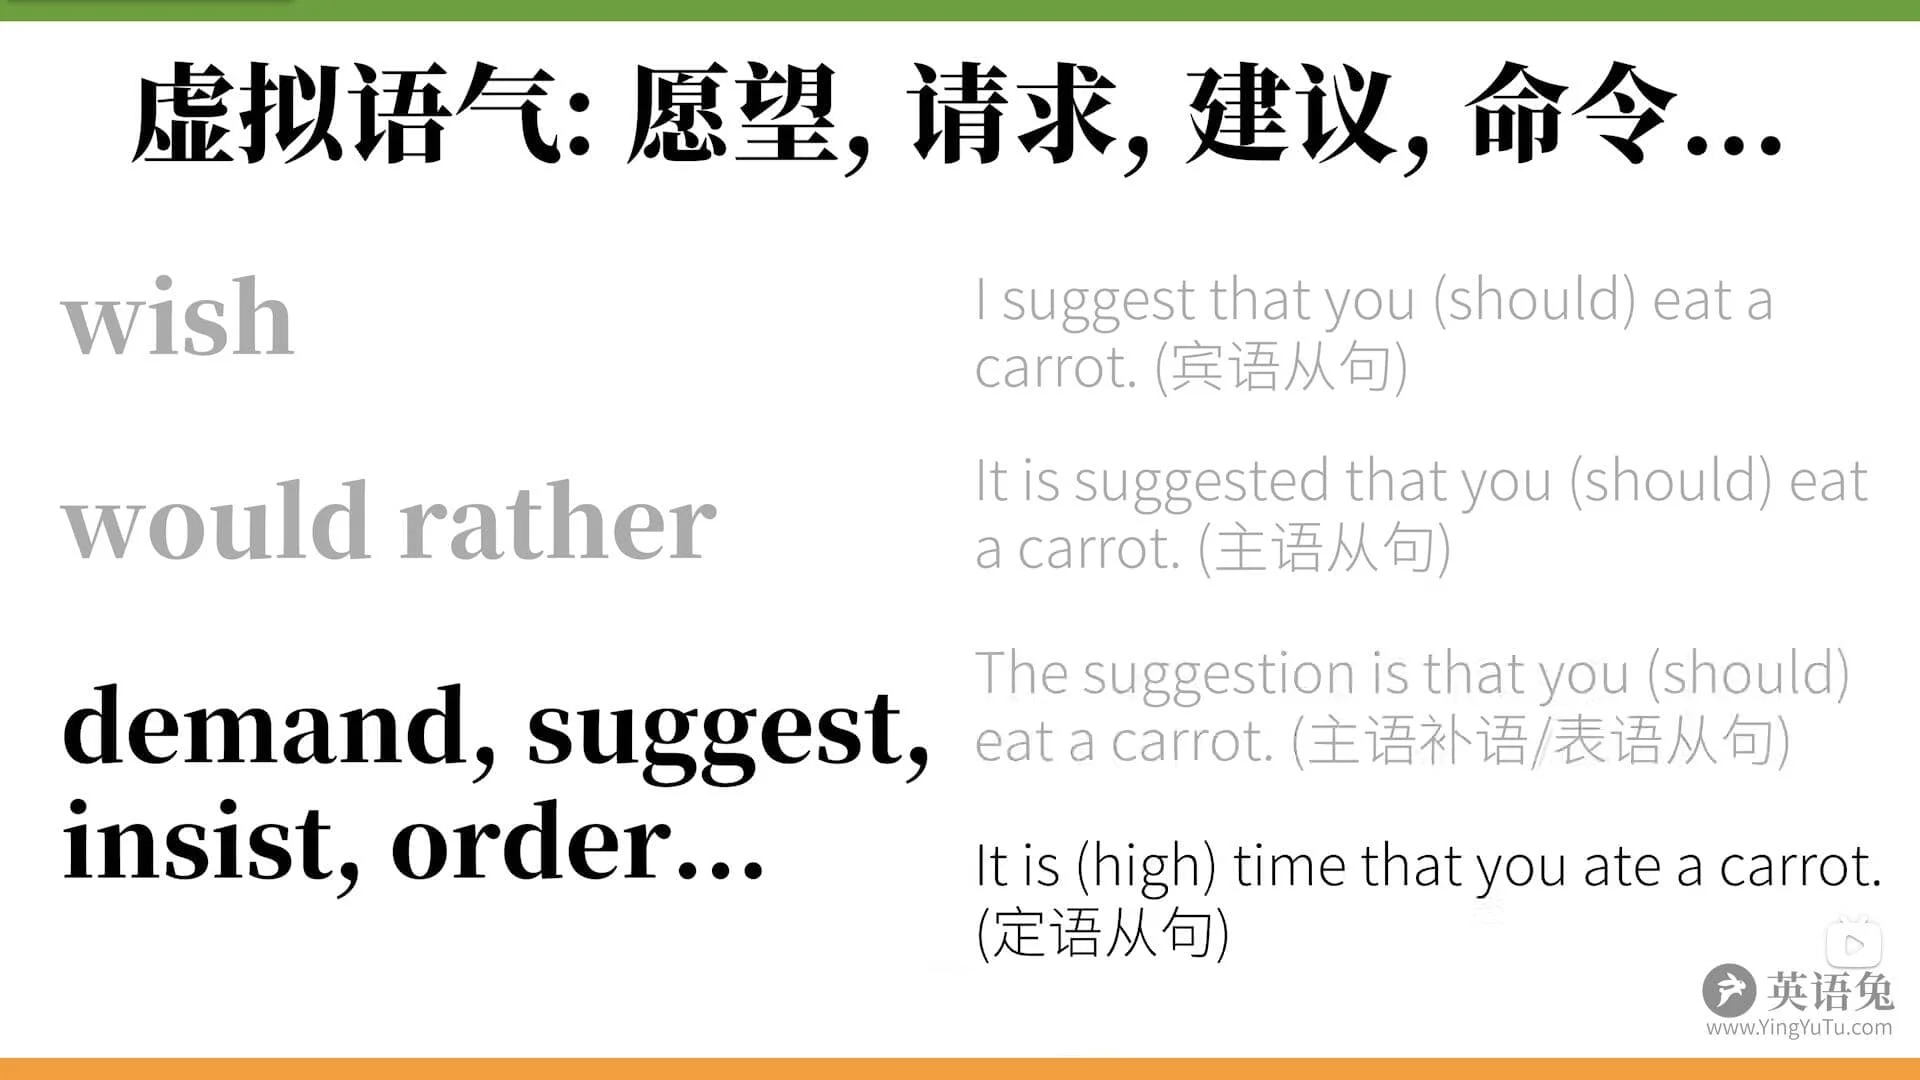 虚拟语气: 愿望, 请求, 建议, 命令...
wish
would rather
demand, suggest,
insist, order...
I suggest that you (should) eat a
carrot. (宾语从句)
It is suggested that you (should) eat
a carrot. (主语从句)
The suggestion is that you (should)
eat a carrot. (主语补语/表语从句)
It is (high) time that you ate a carrot.
(定语从句)
英语兔
www.YingYuTu.com